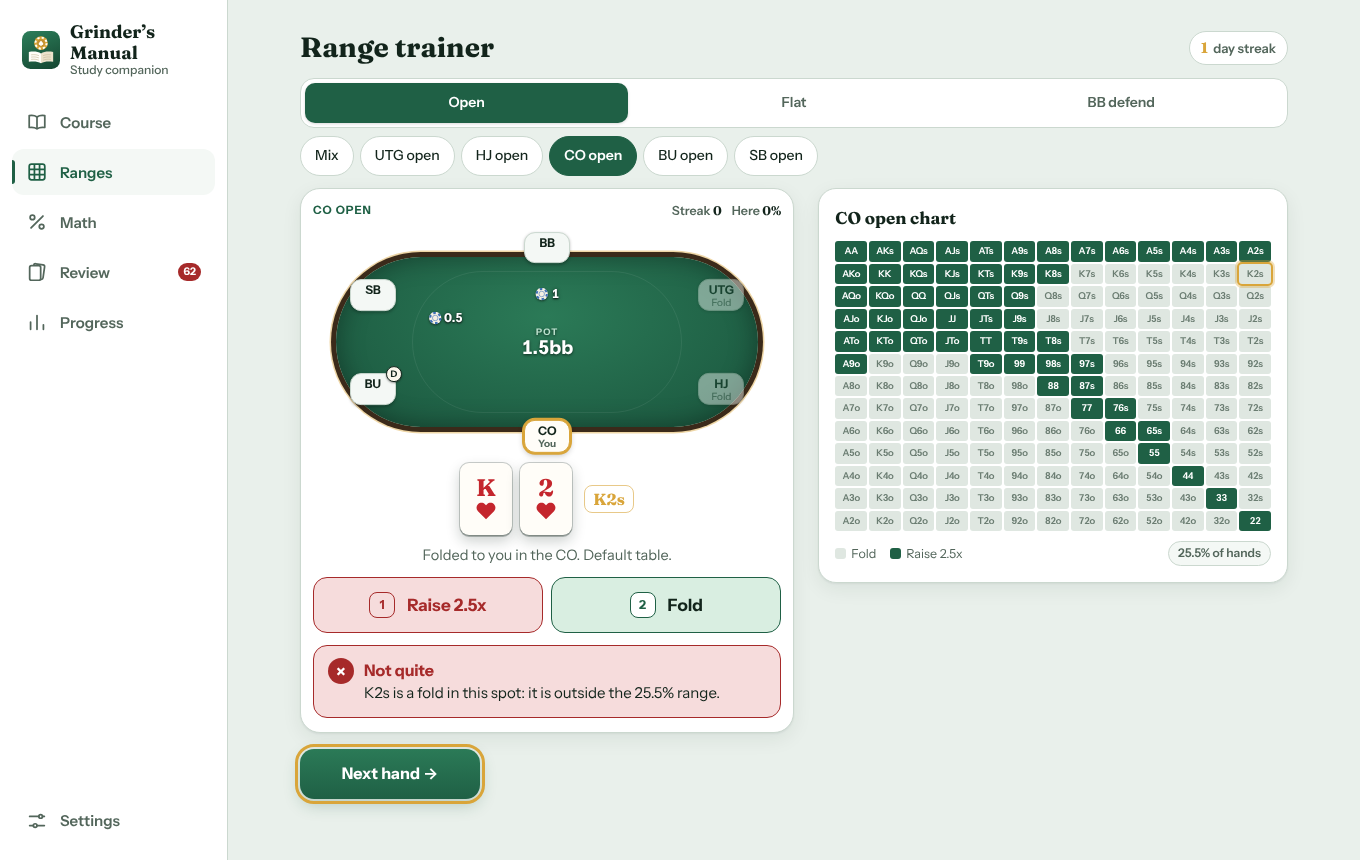 Grinder's
Manual
Study companion
Course
Ranges
Math
Review 62
Progress
Settings
Range trainer
1 day streak
Open Flat BB defend
Mix UTG open HJ open CO open BU open SB open
CO OPEN Streak 0 Here 0%
BB
SB
UTG
Fold
1
0.5
POT
1.5bb
BU D
HJ
Fold
CO
You
K 2 K2s
Folded to you in the CO. Default table.
1 Raise 2.5x 2 Fold
Not quite
K2s is a fold in this spot: it is outside the 25.5% range.
Next hand →
CO open chart
AA AKs AQs AJs ATs A9s A8s A7s A6s A5s A4s A3s A2s
AKo KK KQs KJs KTs K9s K8s K7s K6s K5s K4s K3s K2s
AQo KQo QQ QJs QTs Q9s Q8s Q7s Q6s Q5s Q4s Q3s Q2s
AJo KJo QJo JJ JTs J9s J8s J7s J6s J5s J4s J3s J2s
ATo KTo QTo JTo TT T9s T8s T7s T6s T5s T4s T3s T2s
A9o K9o Q9o J9o T9o 99 98s 97s 96s 95s 94s 93s 92s
A8o K8o Q8o J8o T8o 98o 88 87s 86s 85s 84s 83s 82s
A7o K7o Q7o J7o T7o 97o 87o 77 76s 75s 74s 73s 72s
A6o K6o Q6o J6o T6o 96o 86o 76o 66 65s 64s 63s 62s
A5o K5o Q5o J5o T5o 95o 85o 75o 65o 55 54s 53s 52s
A4o K4o Q4o J4o T4o 94o 84o 74o 64o 54o 44 43s 42s
A3o K3o Q3o J3o T3o 93o 83o 73o 63o 53o 43o 33 32s
A2o K2o Q2o J2o T2o 92o 82o 72o 62o 52o 42o 32o 22
Fold Raise 2.5x 25.5% of hands